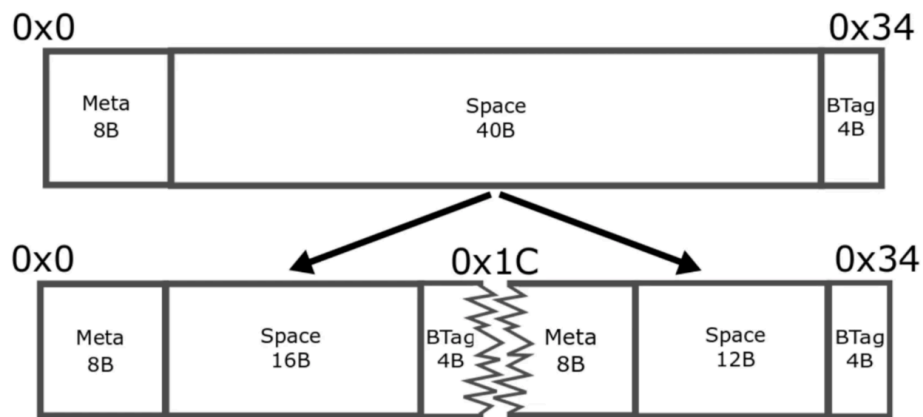 0x0
0x34
Meta
8B
Space
40B
BTag
4B
0x0
0x1C
0x34
Meta
8B
Space
16B
BTag
4B
Meta
8B
Space
12B
BTag
4B